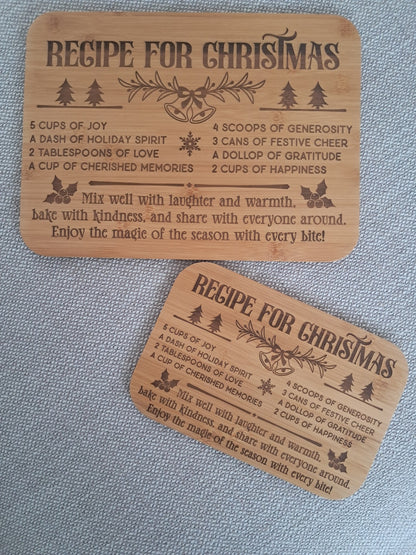 RECIPE FOR CHRISTMAS
5 CUPS OF JOY
A DASH OF HOLIDAY SPIRIT
2 TABLESPOONS OF LOVE
A CUP OF CHERISHED MEMORIES
4 SCOOPS OF GENEROSITY
3 CANS OF FESTIVE CHEER
A DOLLOP OF GRATITUDE
2 CUPS OF HAPPINESS
Mix well with laughter and warmth,
bake with kindness, and share with everyone around.
Enjoy the magic of the season with every bite!
RECIPE FOR CHRISTMAS
5 CUPS OF JOY
A DASH OF HOLIDAY SPIRIT
2 TABLESPOONS OF LOVE
A CUP OF CHERISHED MEMORIES
4 SCOOPS OF GENEROSITY
3 CANS OF FESTIVE CHEER
A DOLLOP OF GRATITUDE
2 CUPS OF HAPPINESS
Mix well with laughter and warmth,
bake with kindness, and share with everyone around.
Enjoy the magic of the season with every bite!